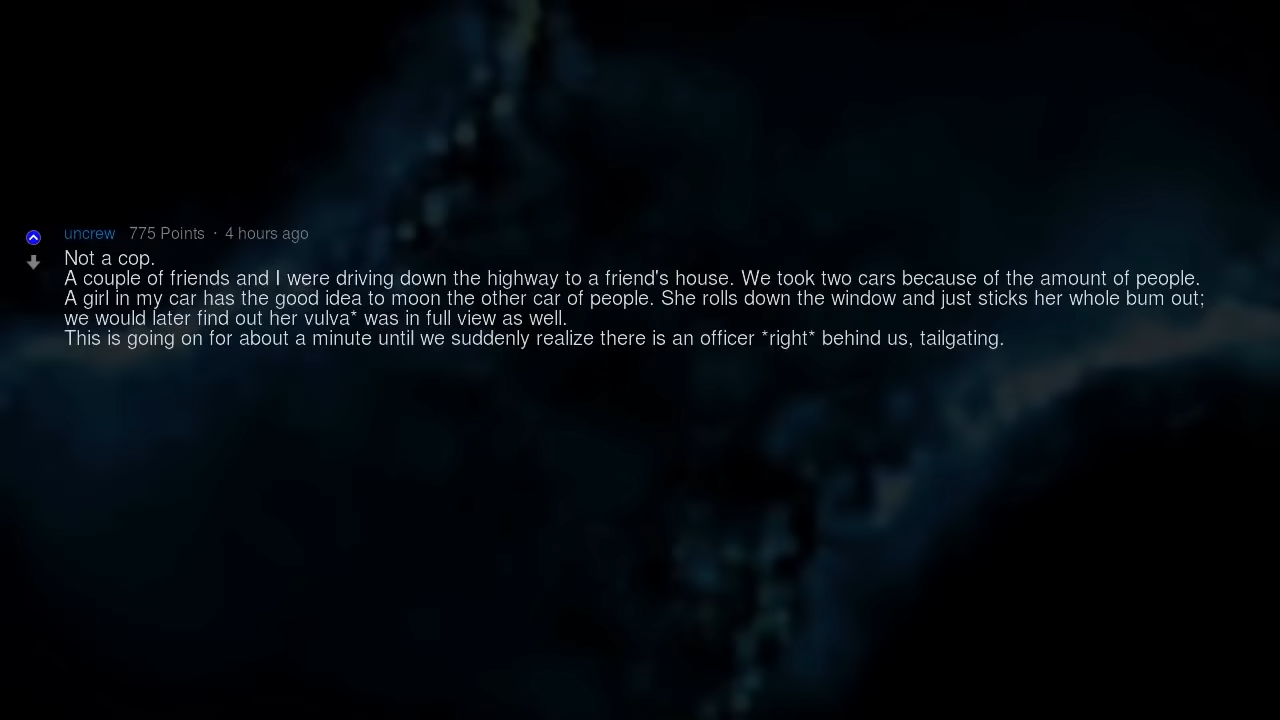 uncrew 775 Points · 4 hours ago
Not a cop.
A couple of friends and I were driving down the highway to a friend's house. We took two cars because of the amount of people.
A girl in my car has the good idea to moon the other car of people. She rolls down the window and just sticks her whole bum out;
we would later find out her vulva* was in full view as well.
This is going on for about a minute until we suddenly realize there is an officer *right* behind us, tailgating.